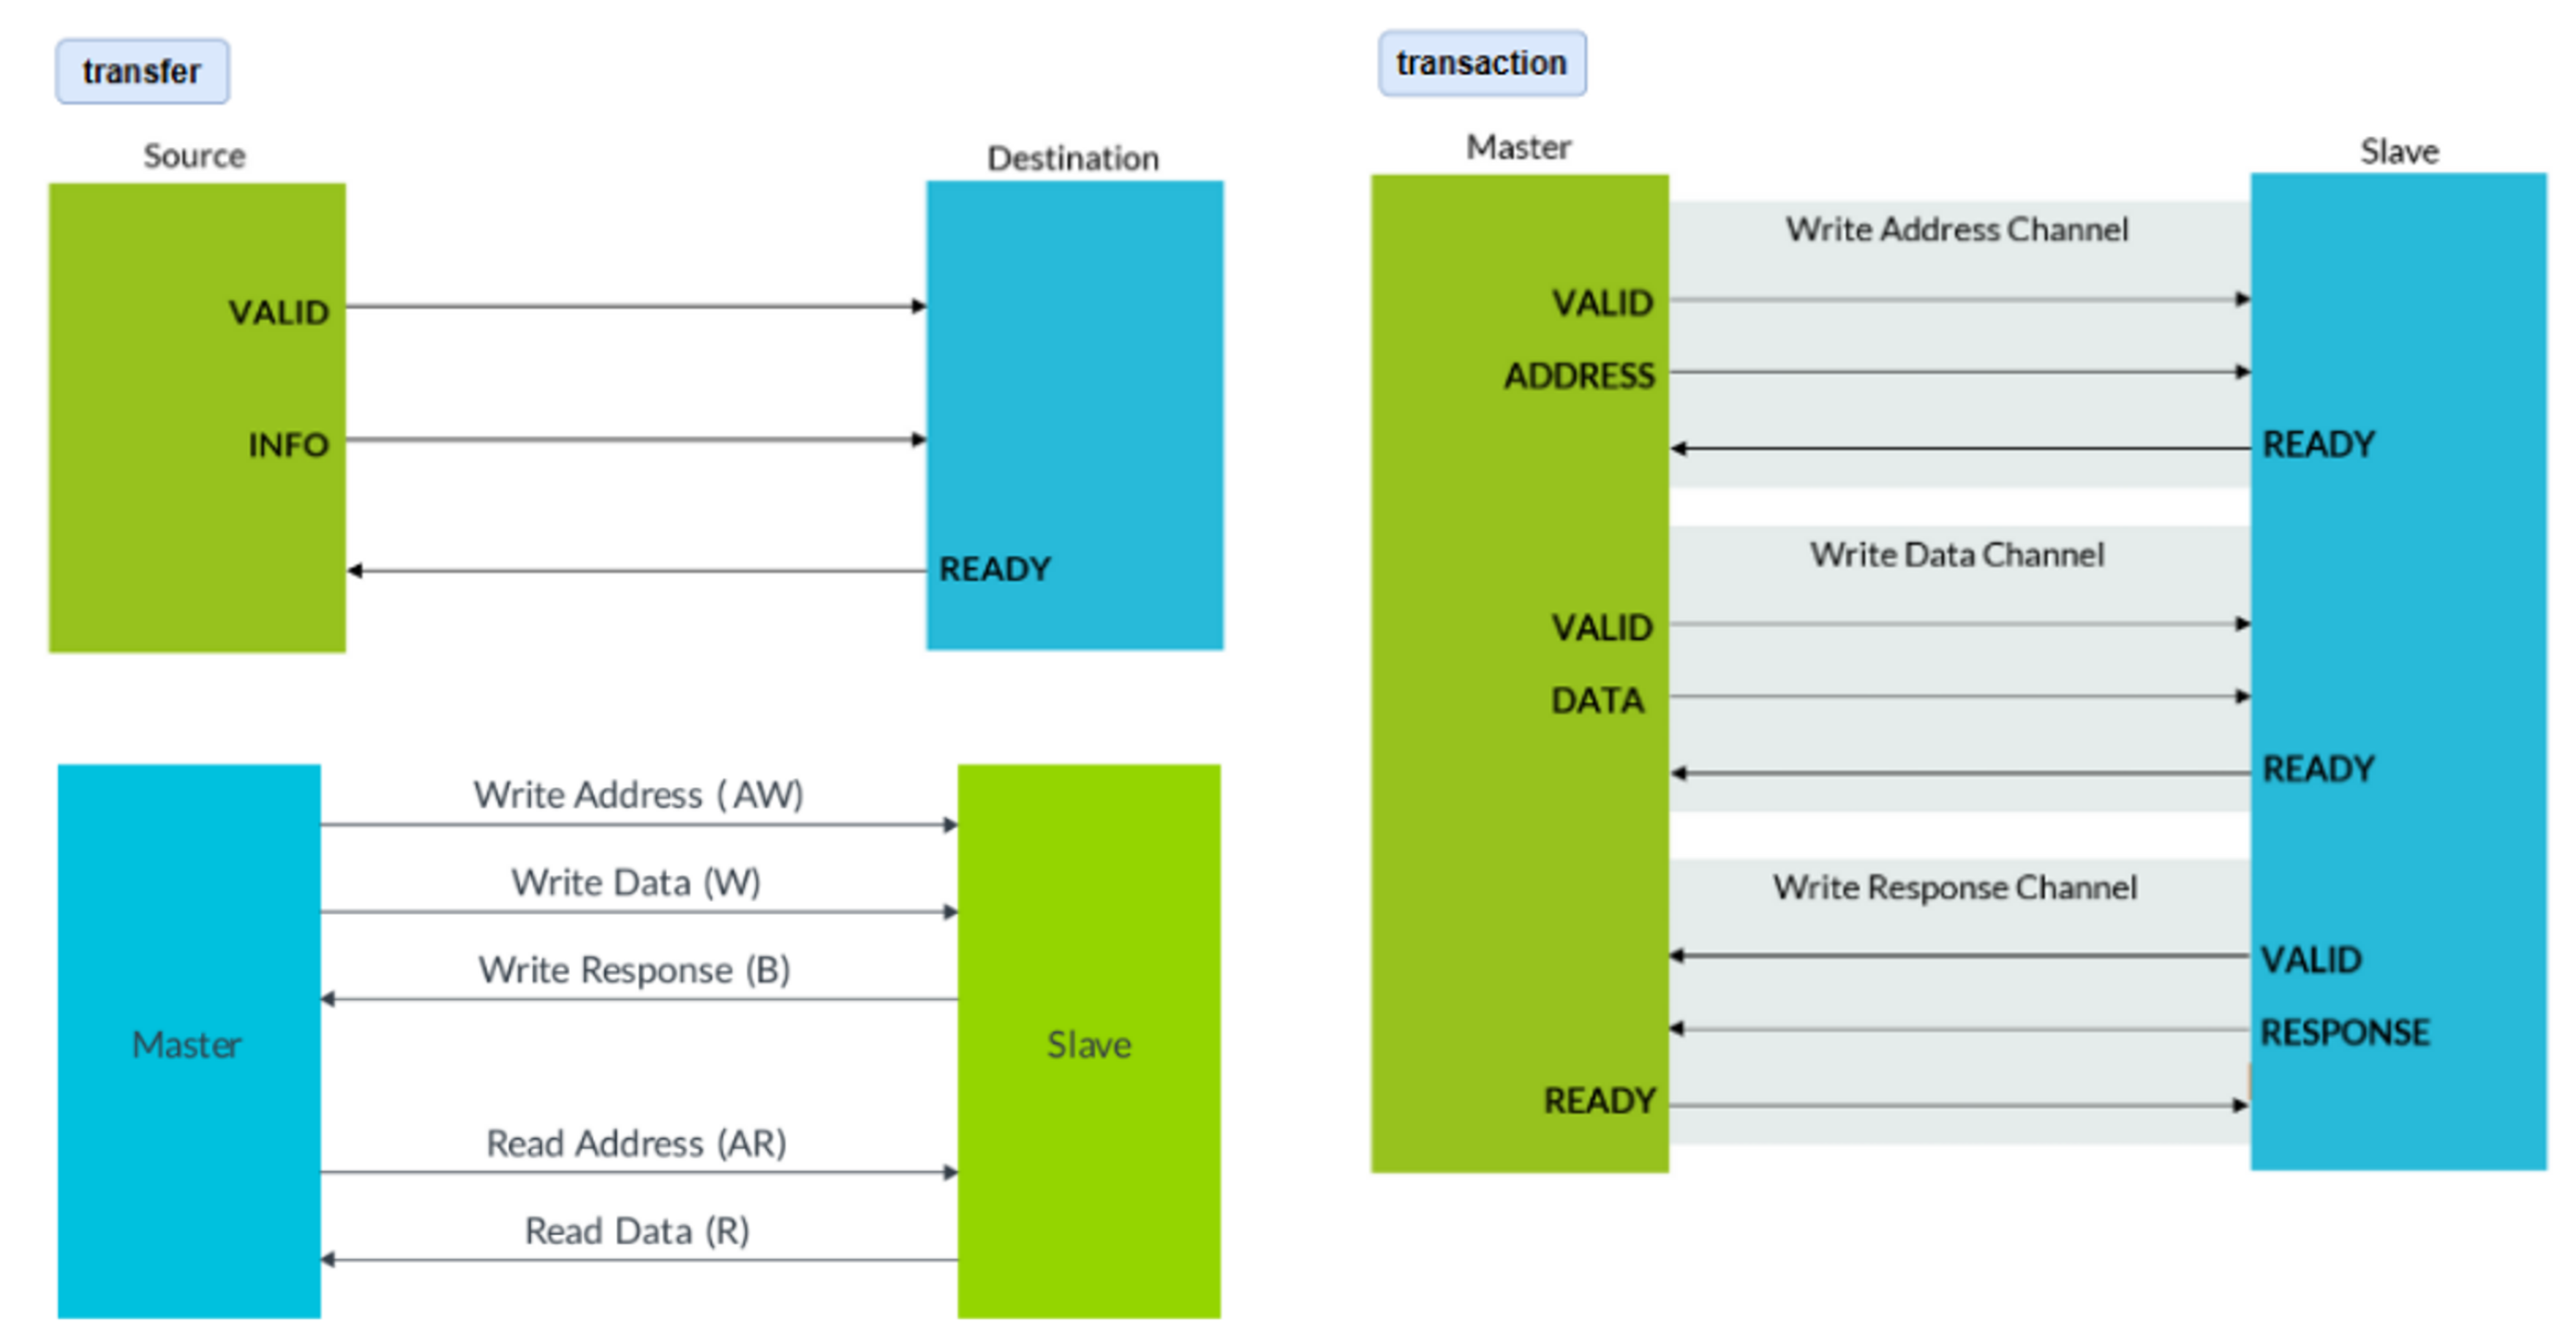 transfer
Source
Destination
VALID
INFO
READY
Write Address ( AW)
Write Data (W)
Write Response (B)
Master
Slave
Read Address (AR)
Read Data (R)
transaction
Master
Slave
Write Address Channel
VALID
ADDRESS
READY
Write Data Channel
VALID
DATA
READY
Write Response Channel
VALID
RESPONSE
READY